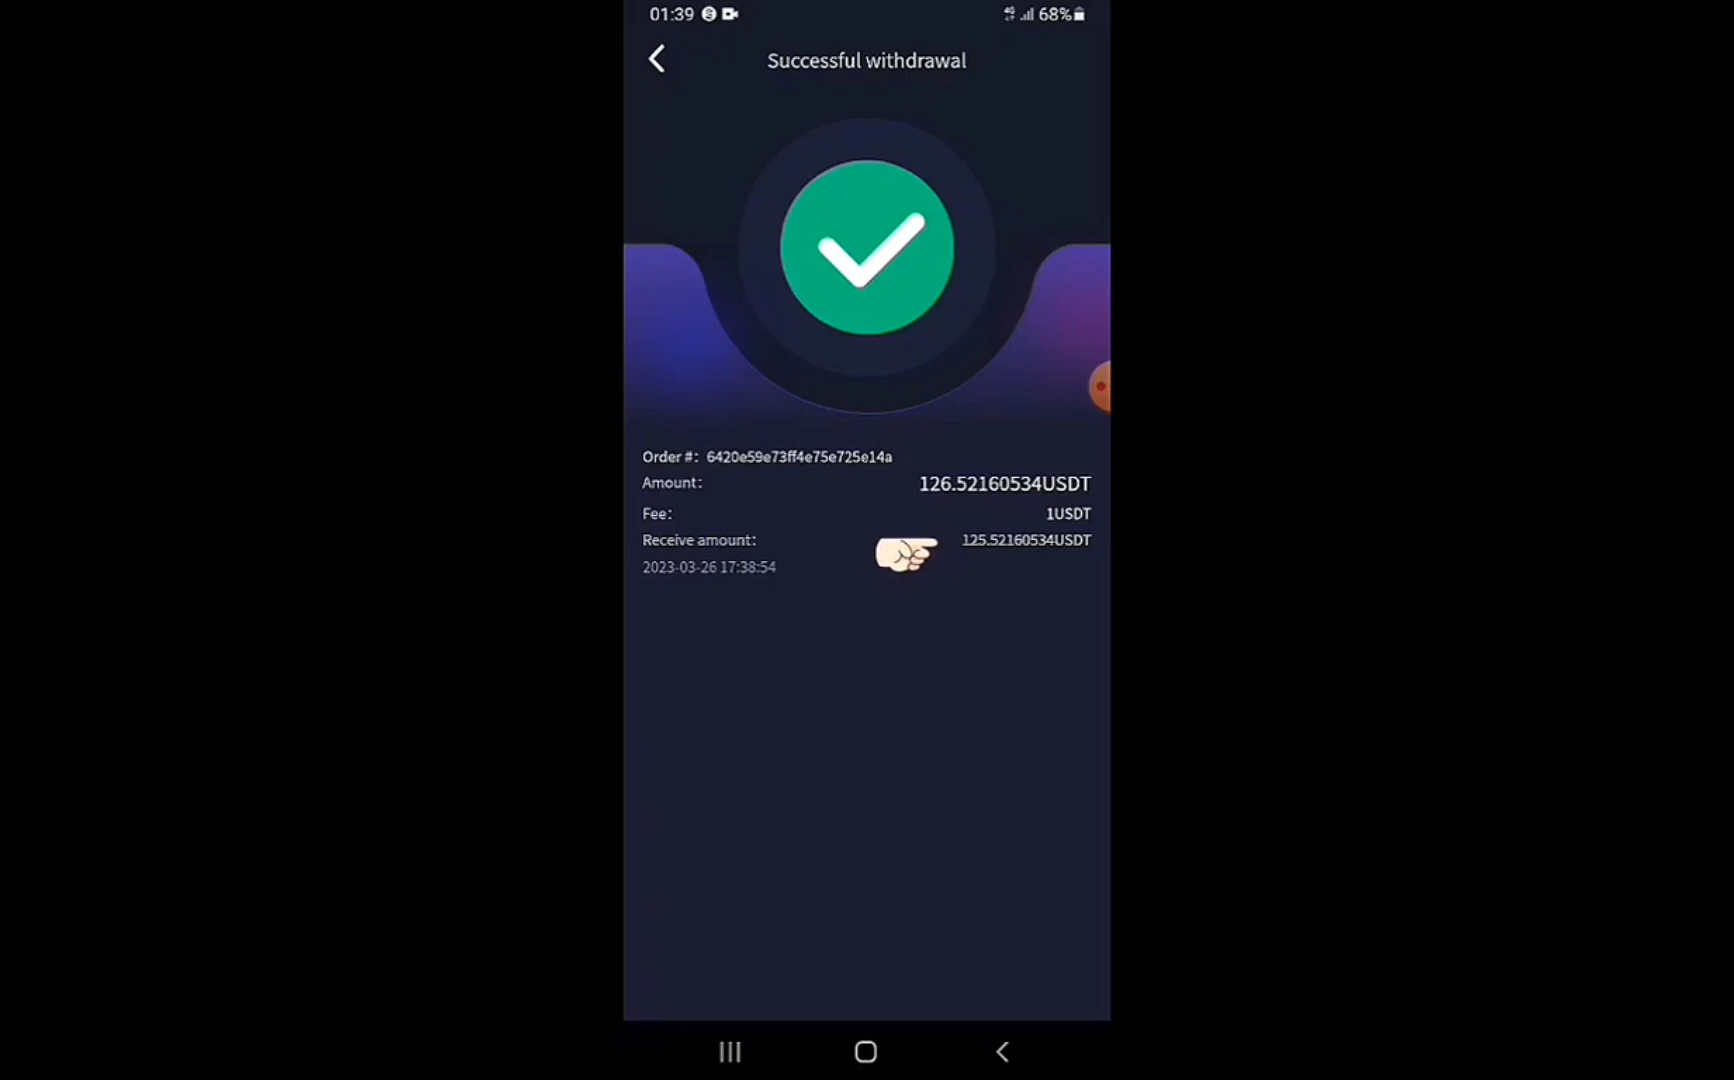 01:39 68%
Successful withdrawal
Order #: 6420e59e73ff4e75e725e14a
Amount: 126.52160534USDT
Fee: 1USDT
Receive amount: 125.52160534USDT
2023-03-26 17:38:54